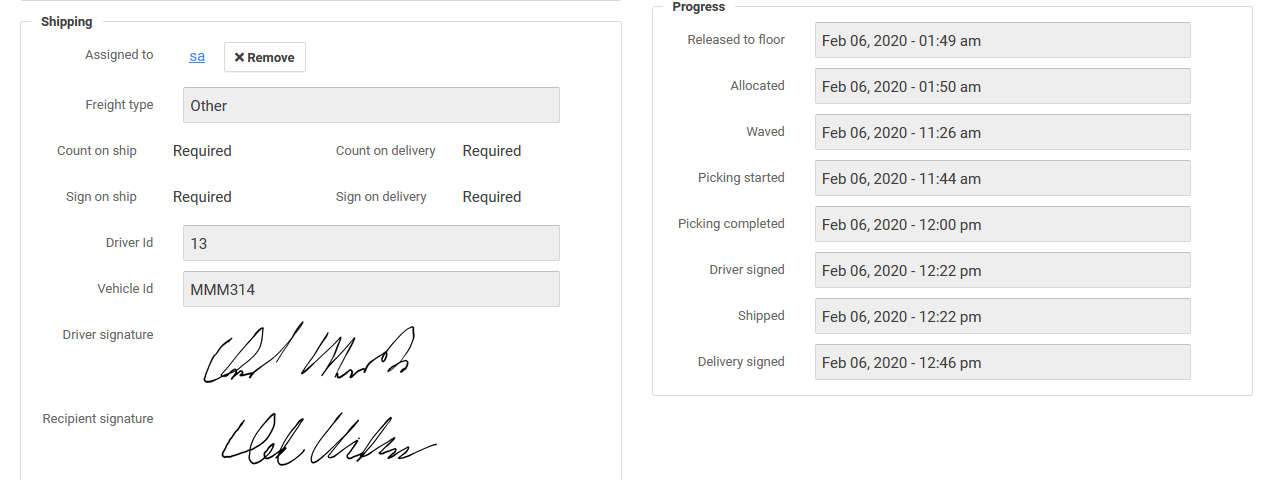 Shipping
Assigned to sa ✖ Remove
Freight type Other
Count on ship Required Count on delivery Required
Sign on ship Required Sign on delivery Required
Driver Id 13
Vehicle Id MMM314
Driver signature
Recipient signature
Progress
Released to floor Feb 06, 2020 - 01:49 am
Allocated Feb 06, 2020 - 01:50 am
Waved Feb 06, 2020 - 11:26 am
Picking started Feb 06, 2020 - 11:44 am
Picking completed Feb 06, 2020 - 12:00 pm
Driver signed Feb 06, 2020 - 12:22 pm
Shipped Feb 06, 2020 - 12:22 pm
Delivery signed Feb 06, 2020 - 12:46 pm